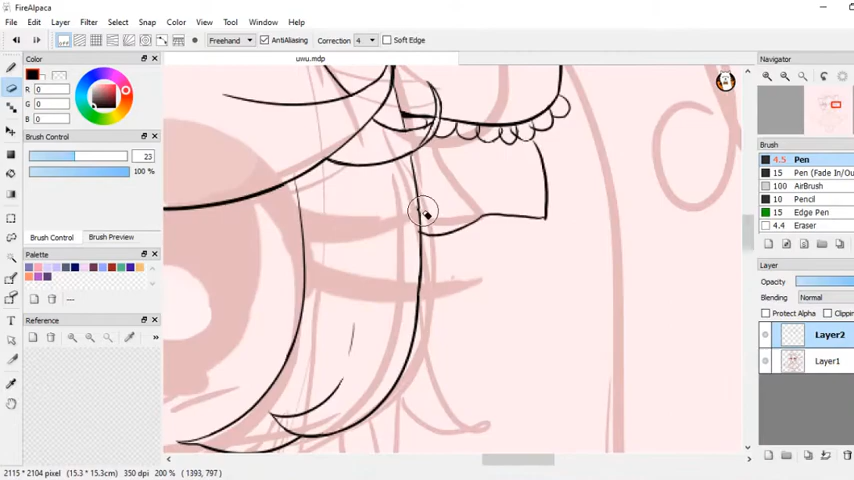 FireAlpaca
File Edit Layer Filter Select Snap Color View Tool Window Help
OFF Freehand AntiAliasing Correction 4 Soft Edge
uwu.mdp
Color
R 0
G 0
B 0
Brush Control
23
100 %
Brush Control Brush Preview
Palette
---
Reference
Navigator
Brush
4.5 Pen
15 Pen (Fade In/Out
100 AirBrush
10 Pencil
15 Edge Pen
4.4 Eraser
Layer
Opacity
Blending Normal
Protect Alpha Clippin
Layer2
Layer1
2115 * 2104 pixel (15.3 * 15.3cm) 350 dpi 200 % ( 1393, 797 )